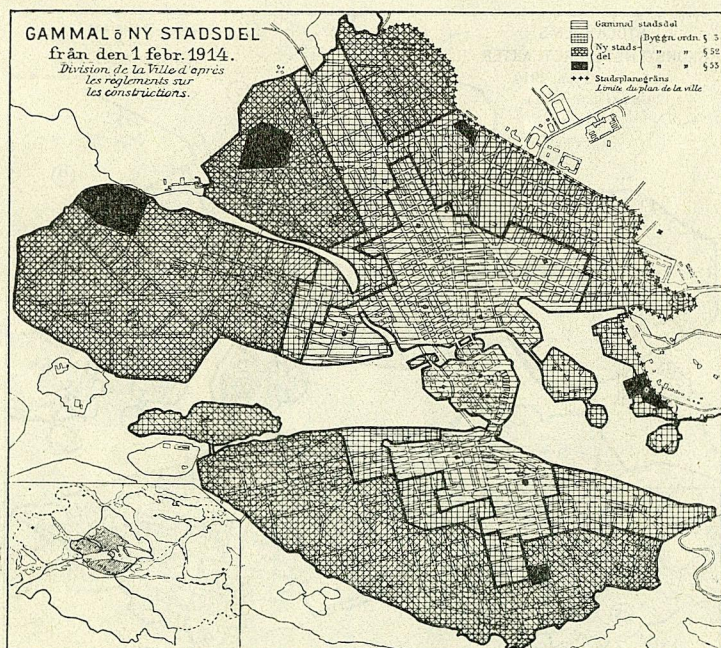 GAMMAL o NY STADSDEL
från den 1 febr. 1914.
Division de la Ville d'après
les règlements sur
les constructions.
Gammal stadsdel
Ny stads-
del
Byggn. ordn. § 3
" " § 52
" " § 53
Stadsplanegräns
Limite du plan de la ville